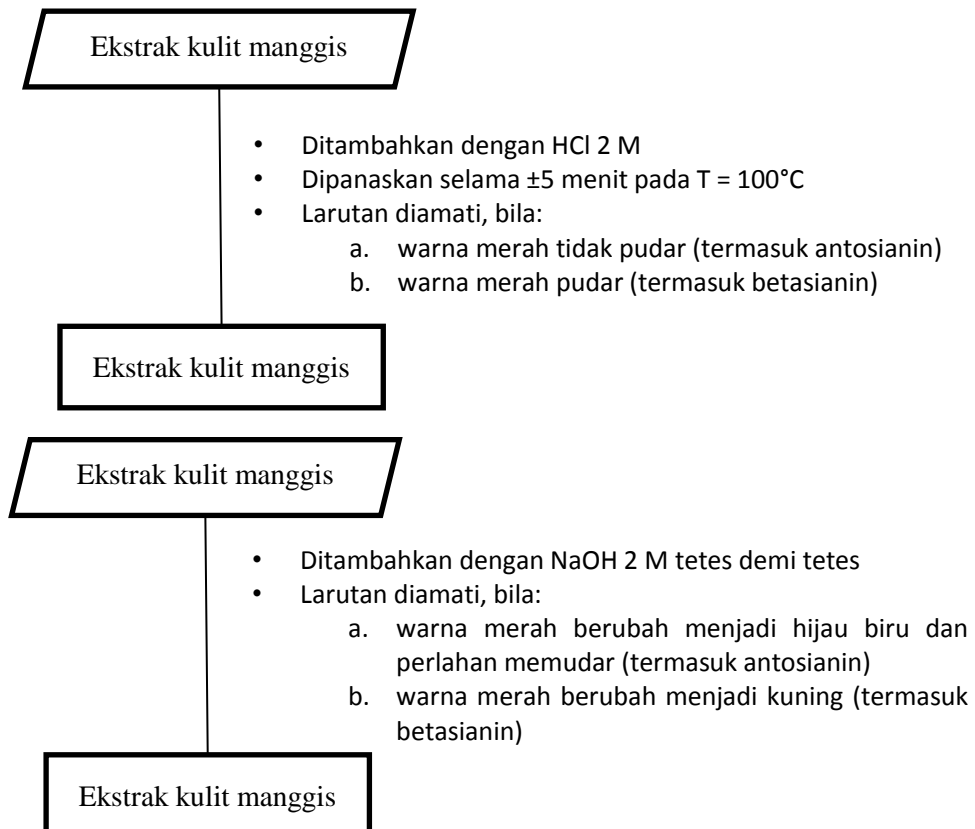 Ekstrak kulit manggis
• Ditambahkan dengan HCl 2 M
• Dipanaskan selama ±5 menit pada T = 100°C
• Larutan diamati, bila:
a. warna merah tidak pudar (termasuk antosianin)
b. warna merah pudar (termasuk betasianin)
Ekstrak kulit manggis
Ekstrak kulit manggis
• Ditambahkan dengan NaOH 2 M tetes demi tetes
• Larutan diamati, bila:
a. warna merah berubah menjadi hijau biru dan
perlahan memudar (termasuk antosianin)
b. warna merah berubah menjadi kuning (termasuk
betasianin)
Ekstrak kulit manggis